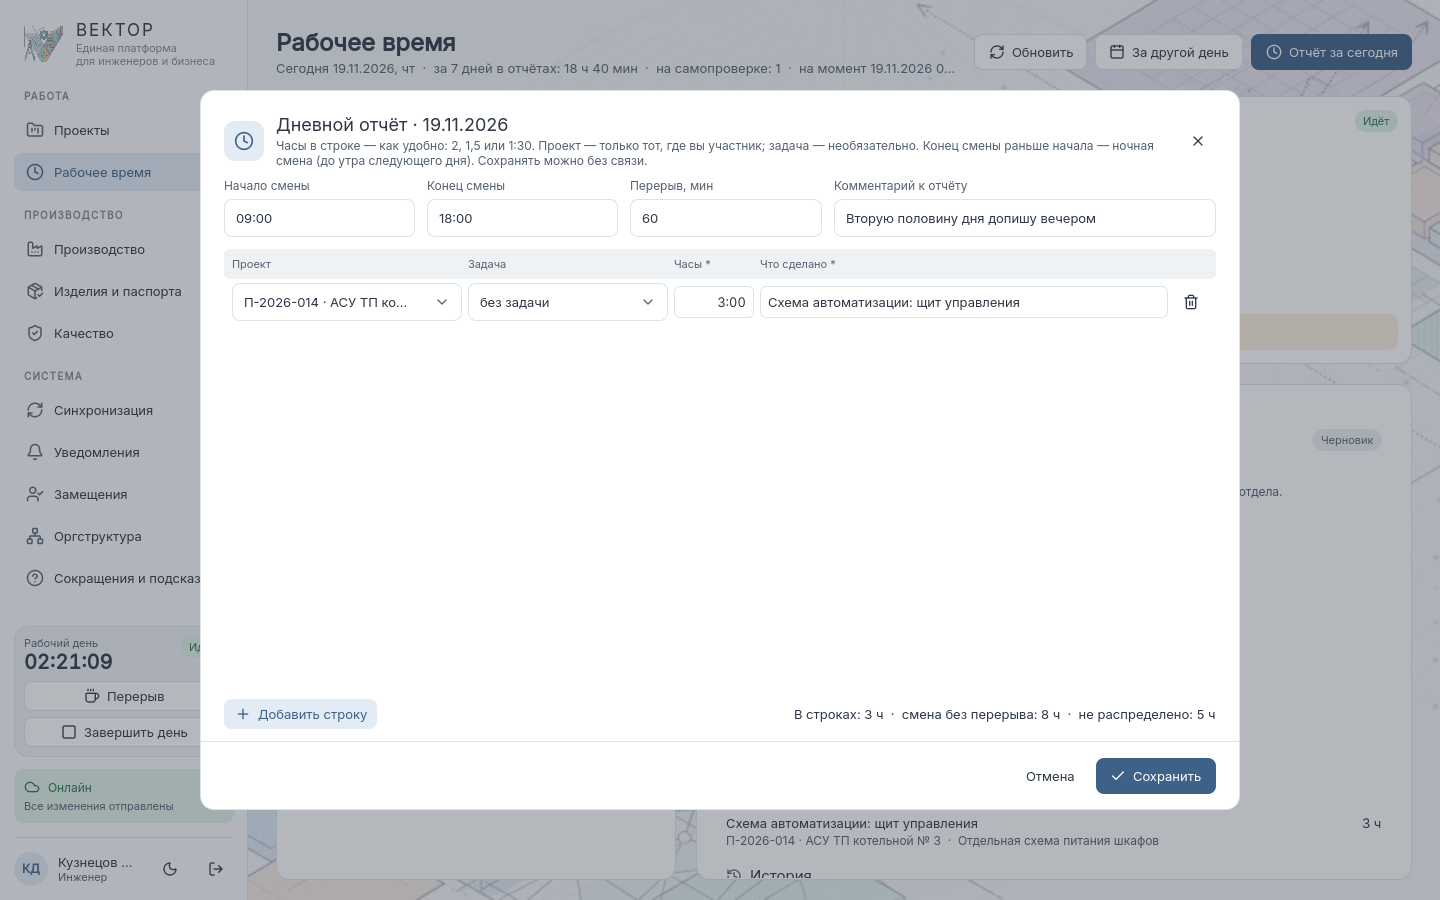 ВЕКТОР
Единая платформа
для инженеров и бизнеса
РАБОТА
Проекты
Рабочее время
ПРОИЗВОДСТВО
Производство
Изделия и паспорта
Качество
СИСТЕМА
Синхронизация
Уведомления
Замещения
Оргструктура
Сокращения и подсказ
Рабочий день
02:21:09
Перерыв
Завершить день
Онлайн
Все изменения отправлены
КД
Кузнецов ...
Инженер
Рабочее время
Сегодня 19.11.2026, чт · за 7 дней в отчётах: 18 ч 40 мин · на самопроверке: 1 · на момент 19.11.2026 0...
Обновить
За другой день
Отчёт за сегодня
Идёт
Черновик
отдела.
Дневной отчёт · 19.11.2026
Часы в строке — как удобно: 2, 1,5 или 1:30. Проект — только тот, где вы участник; задача — необязательно. Конец смены раньше начала — ночная
смена (до утра следующего дня). Сохранять можно без связи.
Начало смены
Конец смены
Перерыв, мин
Комментарий к отчёту
09:00
18:00
60
Вторую половину дня допишу вечером
Проект
Задача
Часы *
Что сделано *
П-2026-014 · АСУ ТП ко...
без задачи
3:00
Схема автоматизации: щит управления
Добавить строку
В строках: 3 ч · смена без перерыва: 8 ч · не распределено: 5 ч
Отмена
Сохранить
Схема автоматизации: щит управления
3 ч
П-2026-014 · АСУ ТП котельной № 3 · Отдельная схема питания шкафов
История